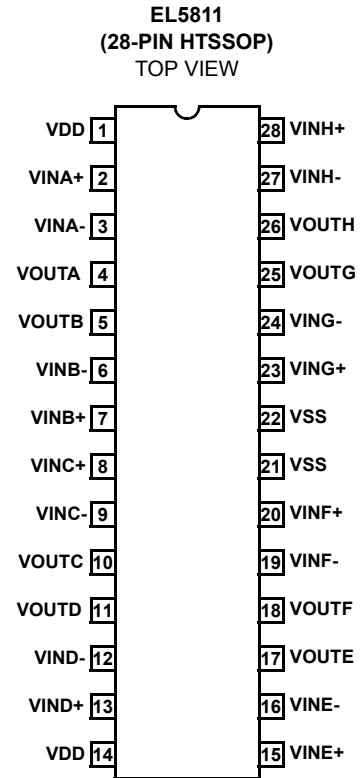 EL5811
(28-PIN HTSSOP)
TOP VIEW
VDD 1 28 VINH+
VINA+ 2 27 VINH-
VINA- 3 26 VOUTH
VOUTA 4 25 VOUTG
VOUTB 5 24 VING-
VINB- 6 23 VING+
VINB+ 7 22 VSS
VINC+ 8 21 VSS
VINC- 9 20 VINF+
VOUTC 10 19 VINF-
VOUTD 11 18 VOUTF
VIND- 12 17 VOUTE
VIND+ 13 16 VINE-
VDD 14 15 VINE+